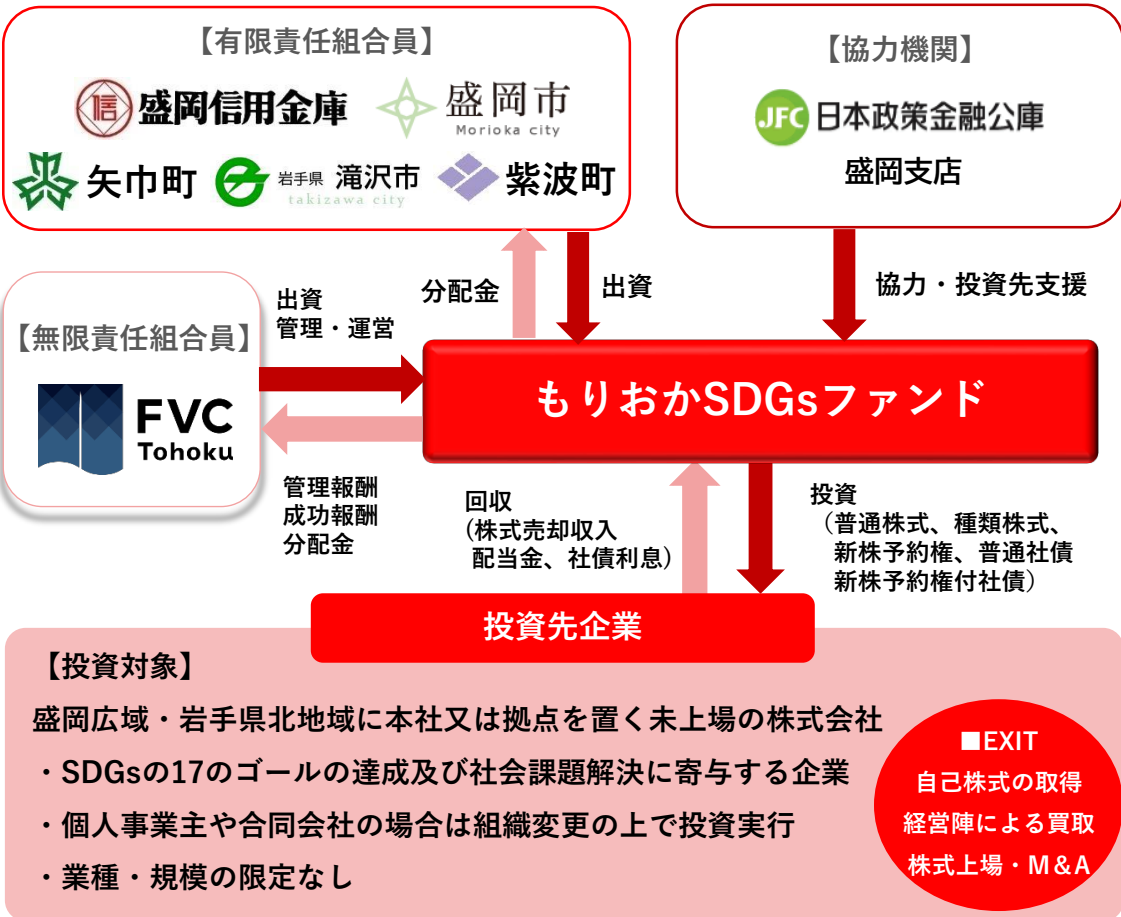 【有限責任組合員】
信 盛岡信用金庫
盛岡市
Morioka city
矢巾町
岩手県 滝沢市
takizawa city
紫波町
【協力機関】
JFC 日本政策金融公庫
盛岡支店
分配金
出資
協力・投資先支援
【無限責任組合員】
FVC
Tohoku
出資
管理・運営
もりおかSDGsファンド
管理報酬
成功報酬
分配金
回収
(株式売却収入
配当金、社債利息)
投資
(普通株式、種類株式、
新株予約権、普通社債
新株予約権付社債)
投資先企業
【投資対象】
盛岡広域・岩手県北地域に本社又は拠点を置く未上場の株式会社
・SDGsの17のゴールの達成及び社会課題解決に寄与する企業
・個人事業主や合同会社の場合は組織変更の上で投資実行
・業種・規模の限定なし
■EXIT
自己株式の取得
経営陣による買取
株式上場・M&A